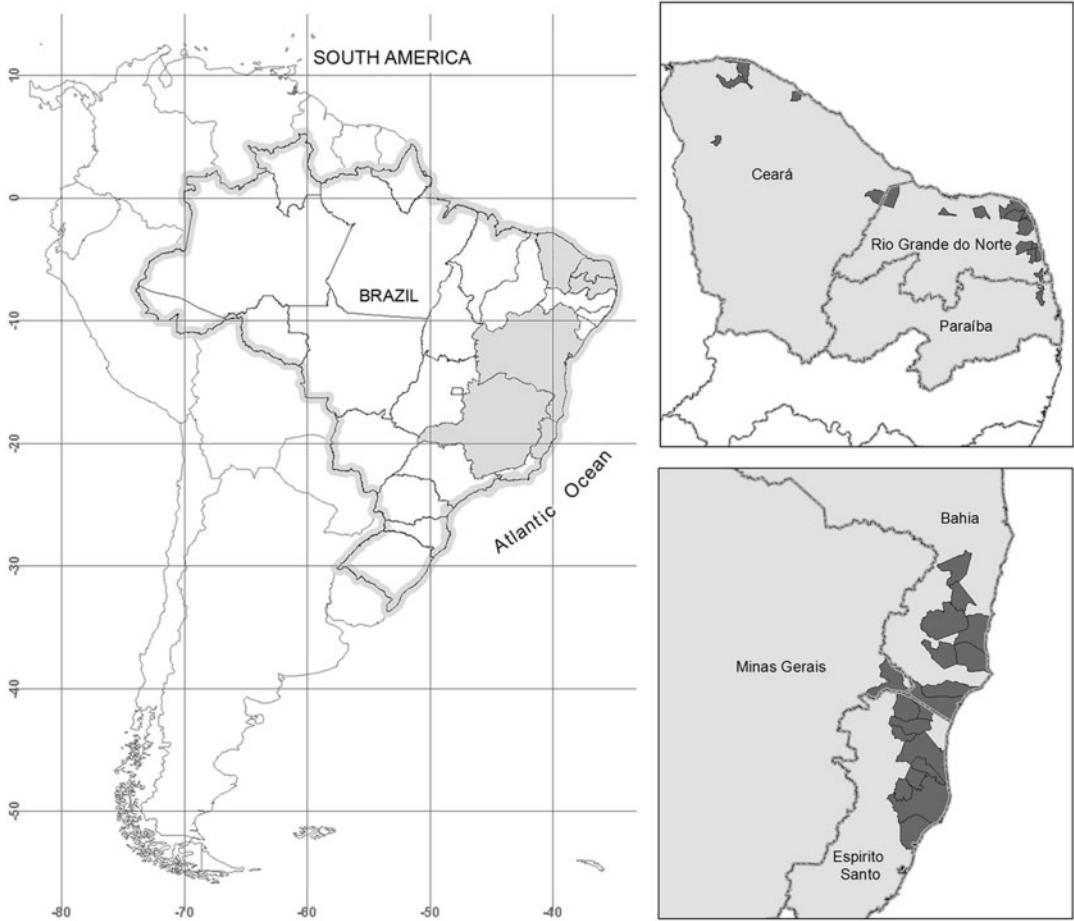 SOUTH AMERICA
10
0
BRAZIL
-10
-20
Atlantic Ocean
-30
-40
-50
-80 -70 -60 -50 -40
Ceará
Rio Grande do Norte
Paraíba
Bahia
Minas Gerais
Espirito
Santo